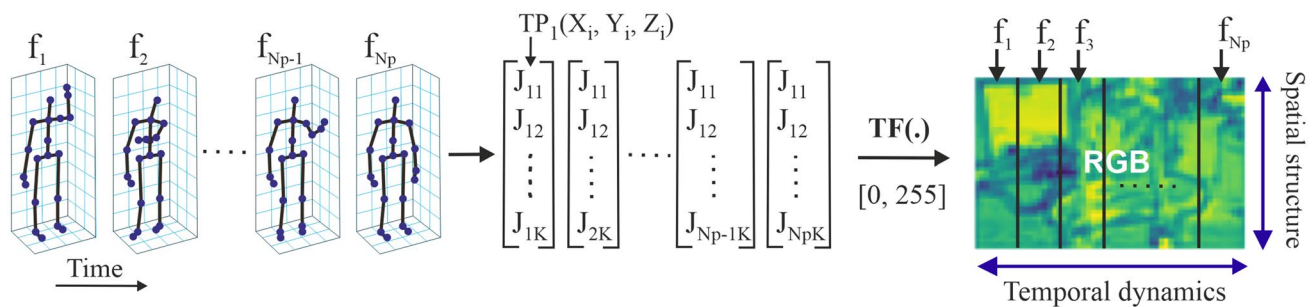 f1 f2 fNp-1 fNp
Time
TP1(Xi, Yi, Zi)
J11 J11 J11 J11
J12 J12 J12 J12
J1K J2K JNp-1K JNpK
TF(.)
[0, 255]
f1 f2 f3 fNp
RGB
Spatial structure
Temporal dynamics